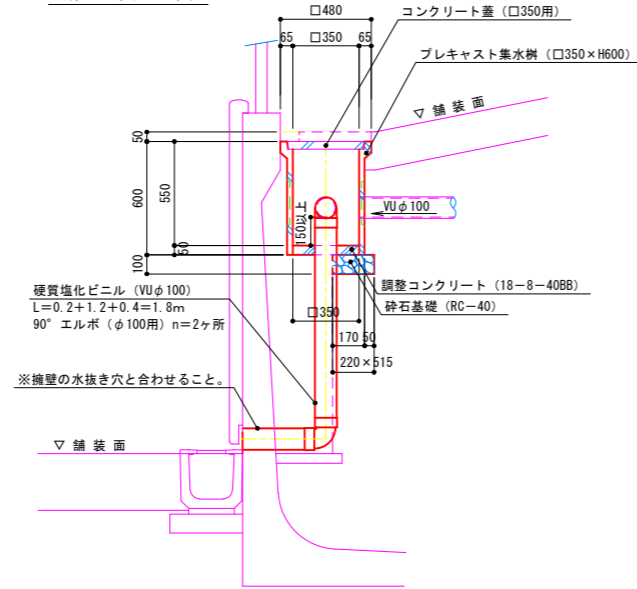 □480
コンクリート蓋（□350用）
65 □350 65
プレキャスト集水桝（□350×H600）
▽ 舗 装 面
50
600
550
50
100
150以上
VUφ100
硬質塩化ビニル（VUφ100）
L=0.2+1.2+0.4=1.8m
90° エルボ（φ100用）n=2ヶ所
調整コンクリート（18−8−40BB）
砕石基礎（RC−40）
□350
170 50
220×515
※擁壁の水抜き穴と合わせること。
▽ 舗 装 面